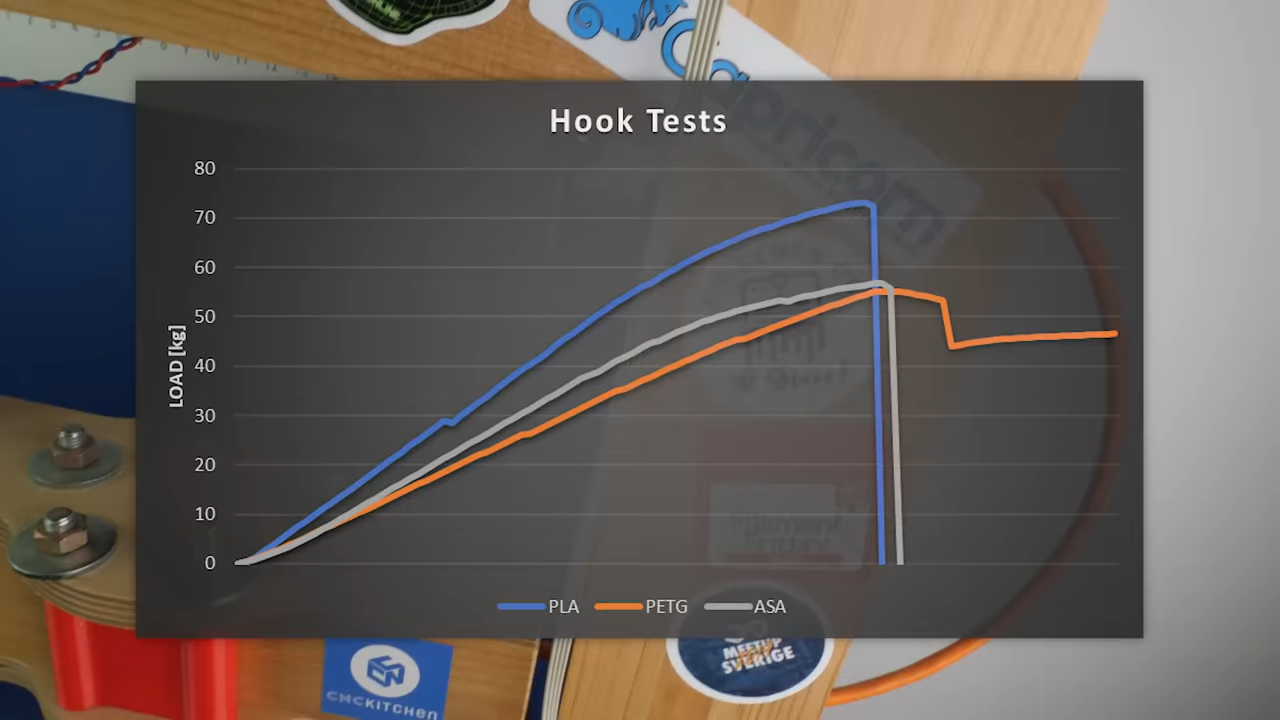 Hook Tests
80
70
60
50
40
30
20
10
0
LOAD [kg]
PLA
PETG
ASA
CNCKITCHEN
MEETUP
SVERIGE